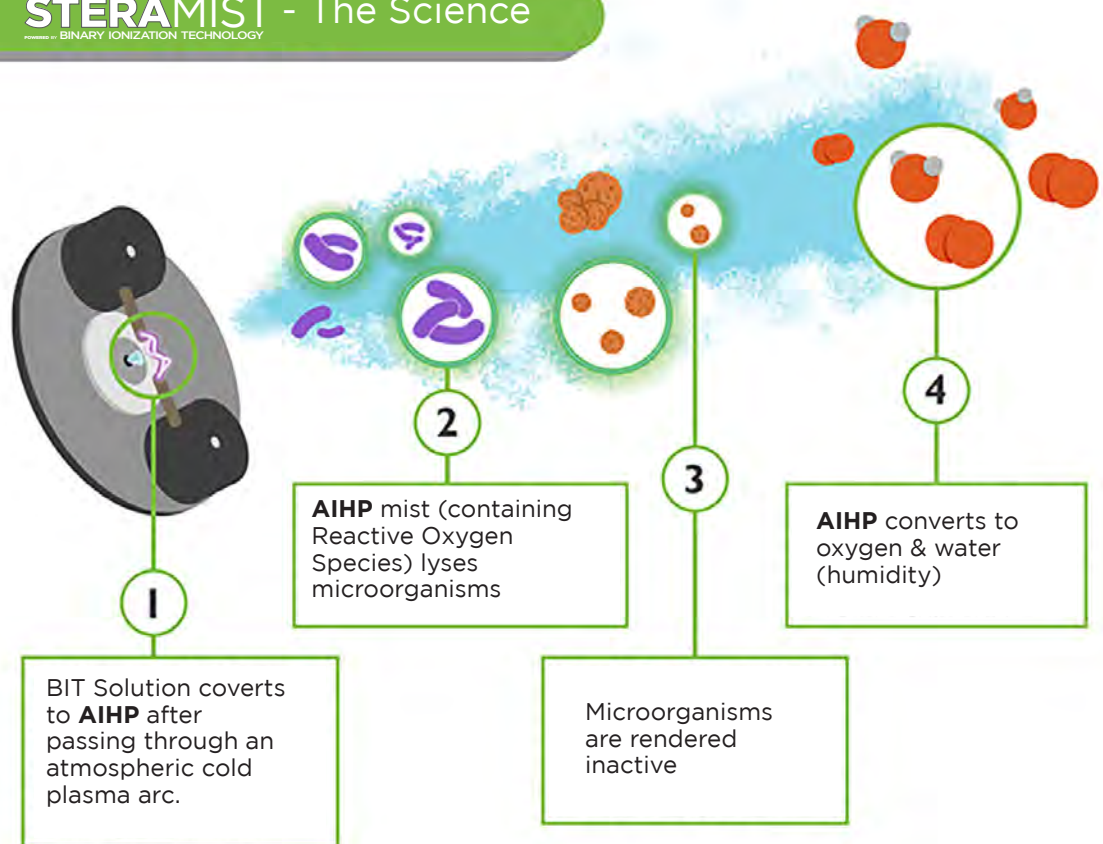 STERAMIST - The Science
POWERED BY BINARY IONIZATION TECHNOLOGY
1
BIT Solution coverts
to AIHP after
passing through an
atmospheric cold
plasma arc.
2
AIHP mist (containing
Reactive Oxygen
Species) lyses
microorganisms
3
Microorganisms
are rendered
inactive
4
AIHP converts to
oxygen & water
(humidity)